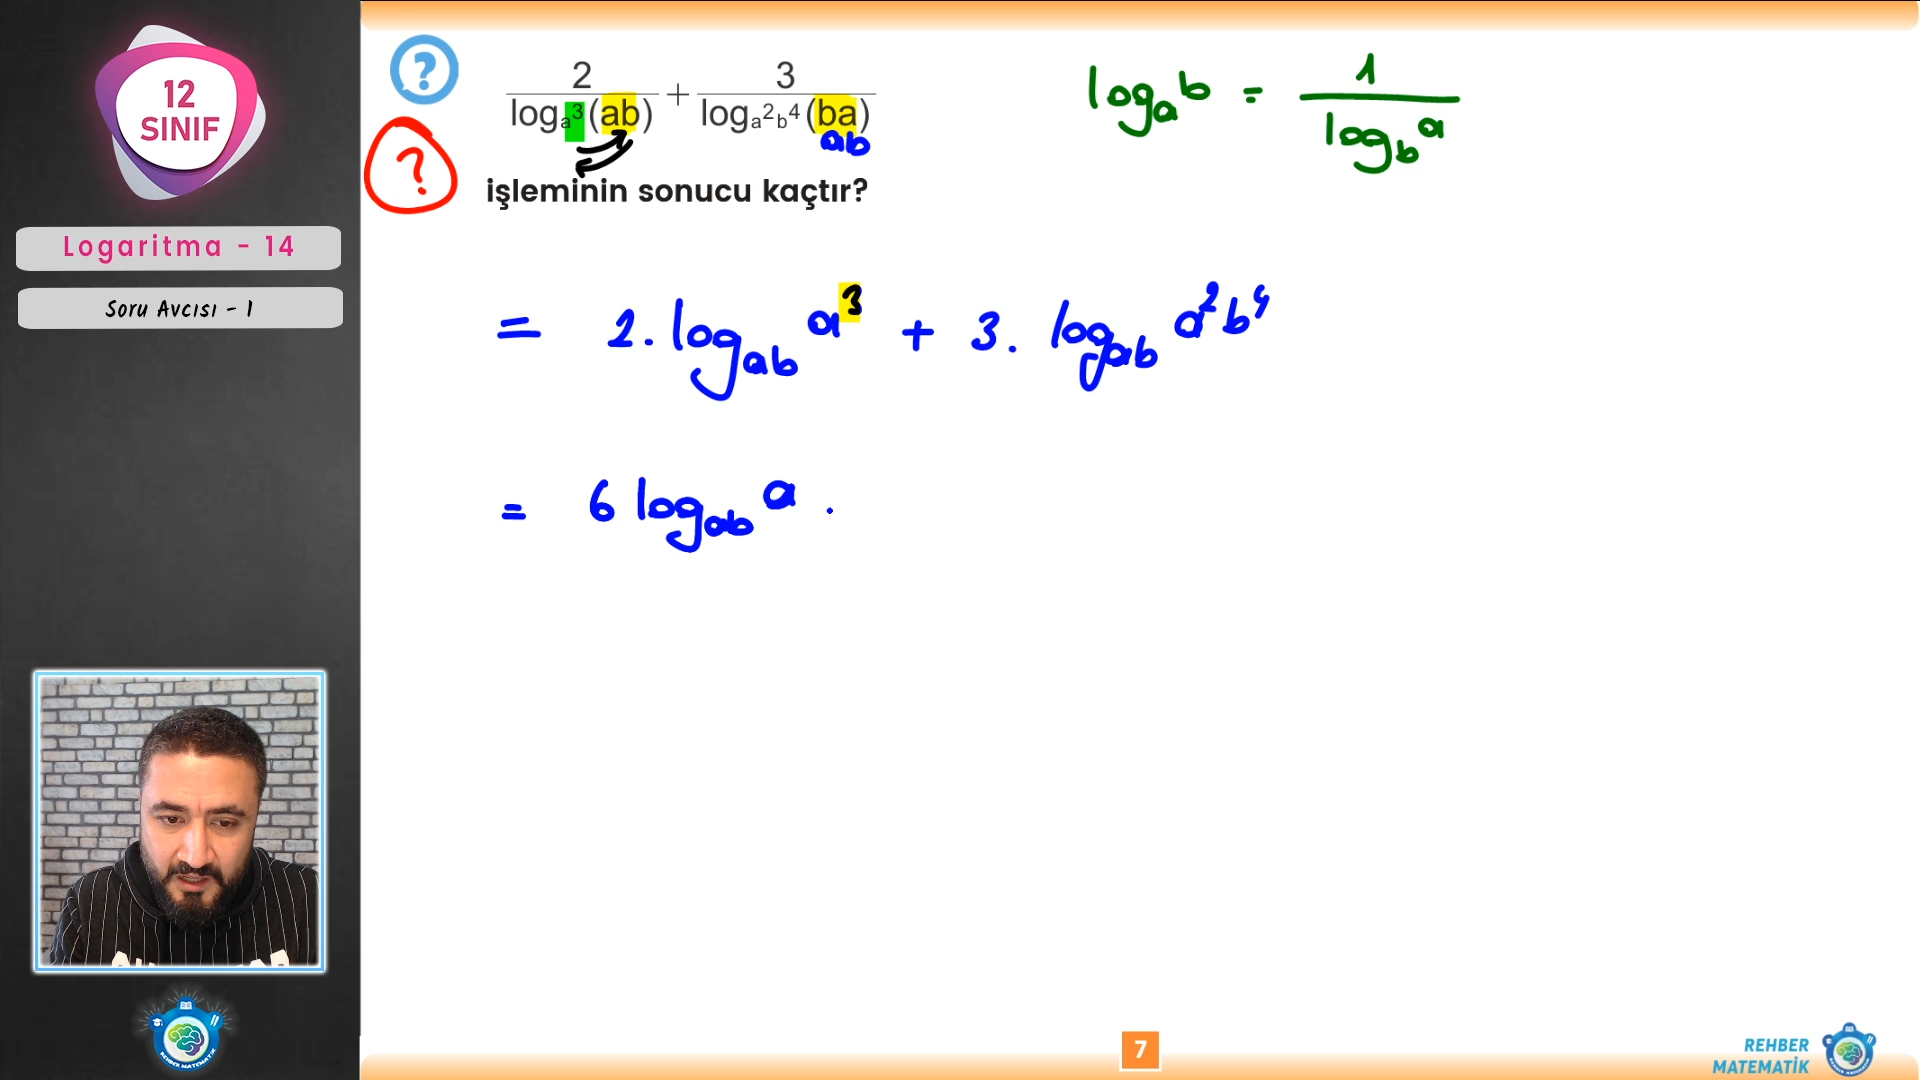 12
SINIF
Logaritma - 14
Soru Avcısı - 1
?
?
2/log_{a^3}(ab) + 3/log_{a^2b^4}(ba)
ab
işleminin sonucu kaçtır?
log_a b = 1/log_b a
= 2. log_{ab} a^3 + 3. log_{ab} a^2b^4
= 6 log_{ab} a .
7
REHBER
MATEMATİK
REHBER MATEMATİK